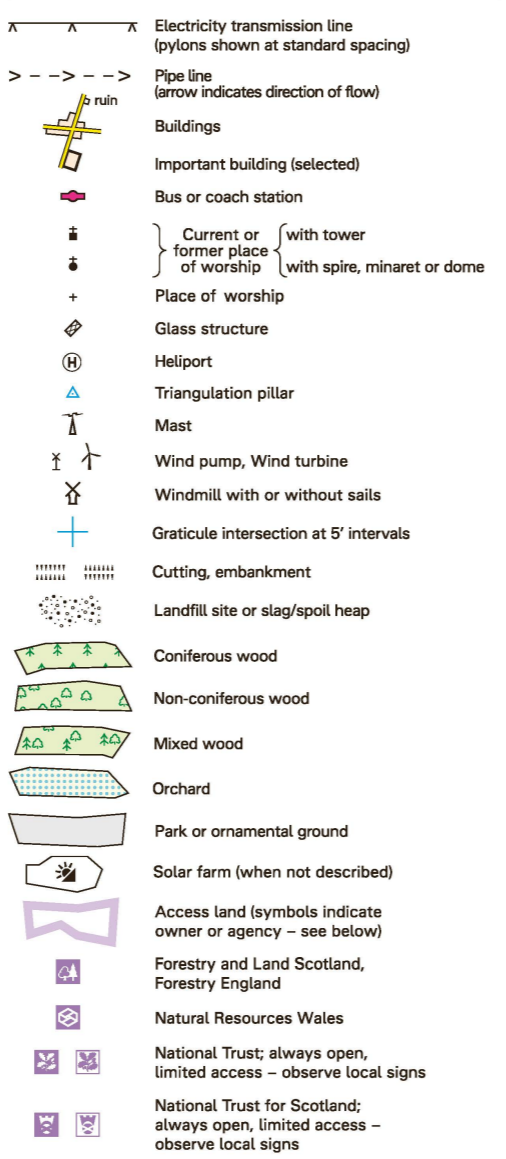 Electricity transmission line
(pylons shown at standard spacing)
Pipe line
(arrow indicates direction of flow)
ruin
Buildings
Important building (selected)
Bus or coach station
Current or former place of worship
with tower
with spire, minaret or dome
Place of worship
Glass structure
H
Heliport
Triangulation pillar
Mast
Wind pump, Wind turbine
Windmill with or without sails
Graticule intersection at 5' intervals
Cutting, embankment
Landfill site or slag/spoil heap
Coniferous wood
Non-coniferous wood
Mixed wood
Orchard
Park or ornamental ground
Solar farm (when not described)
Access land (symbols indicate
owner or agency – see below)
Forestry and Land Scotland,
Forestry England
Natural Resources Wales
National Trust; always open,
limited access – observe local signs
National Trust for Scotland;
always open, limited access –
observe local signs